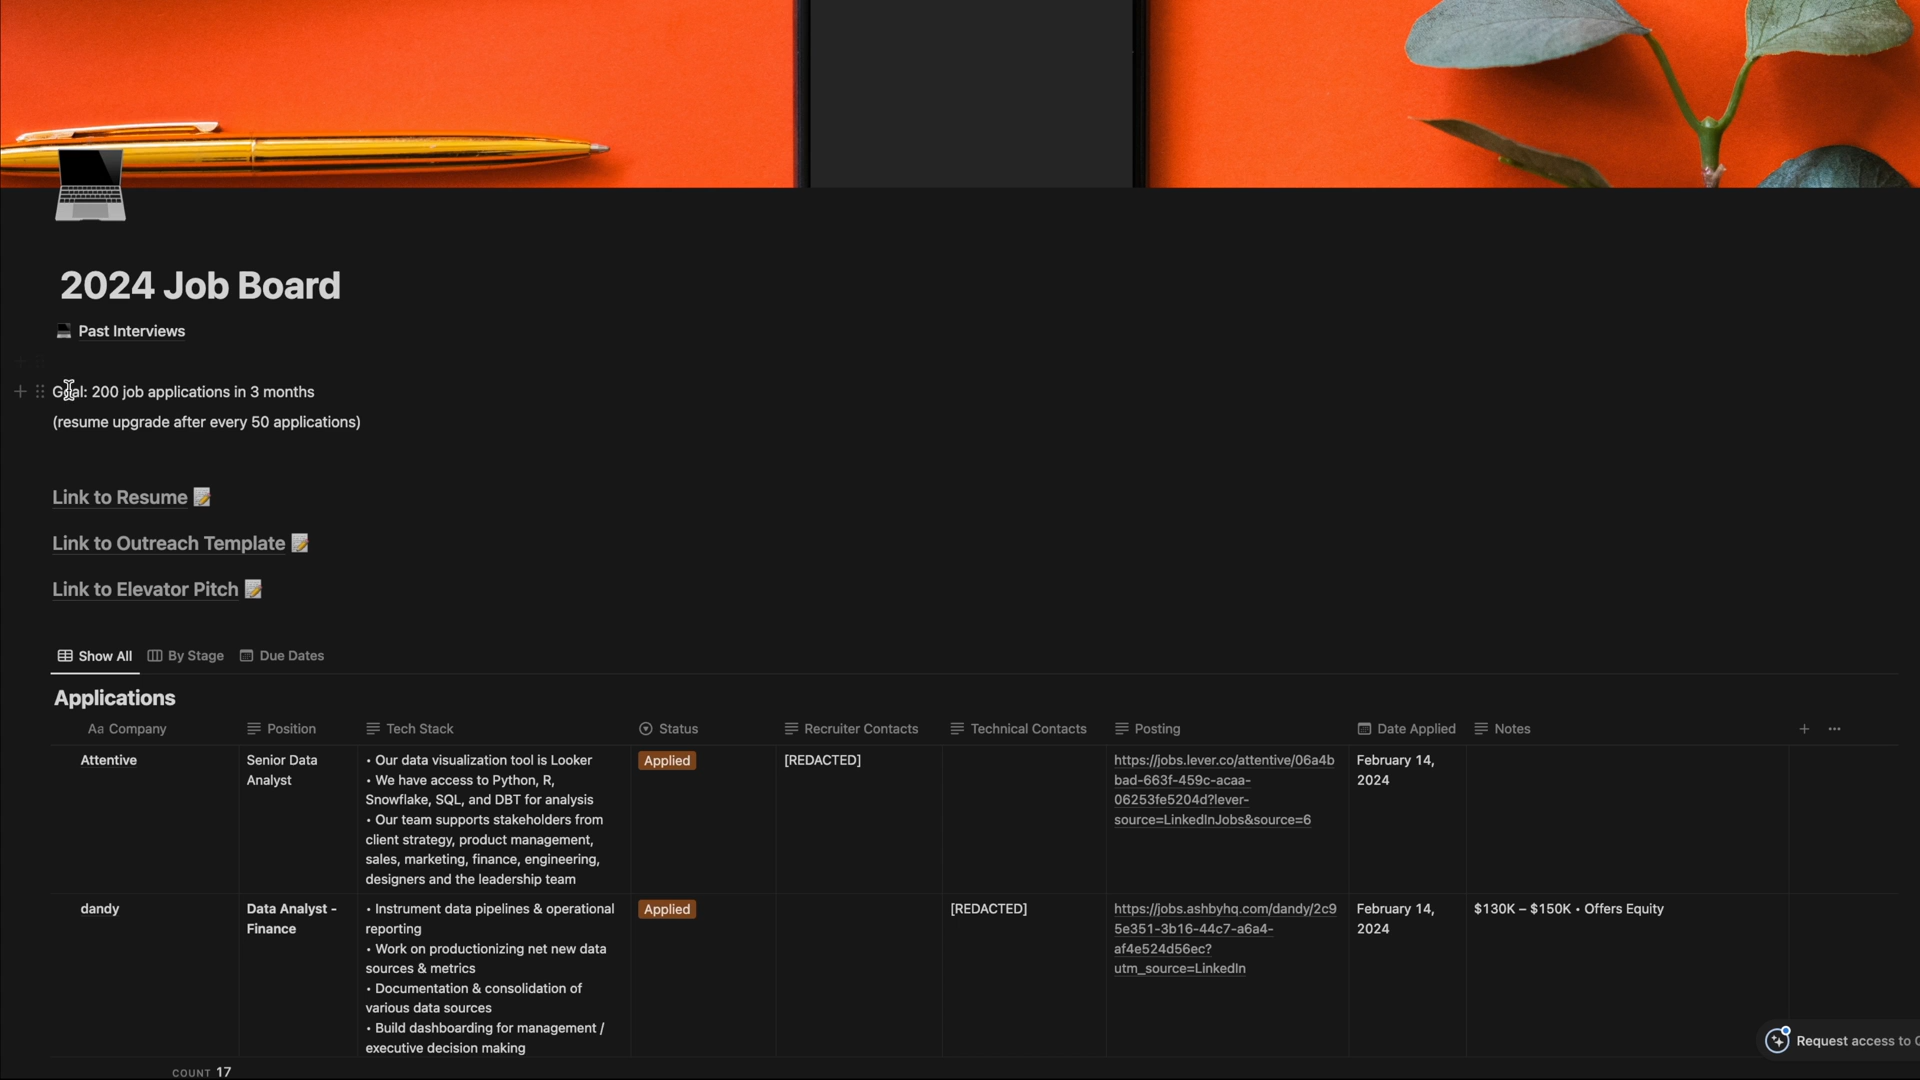 2024 Job Board
Past Interviews
Goal: 200 job applications in 3 months
(resume upgrade after every 50 applications)
Link to Resume
Link to Outreach Template
Link to Elevator Pitch
Show All By Stage Due Dates
Applications
Aa Company Position Tech Stack Status Recruiter Contacts Technical Contacts Posting Date Applied Notes
Attentive
Senior Data
Analyst
• Our data visualization tool is Looker
• We have access to Python, R,
Snowflake, SQL, and DBT for analysis
• Our team supports stakeholders from
client strategy, product management,
sales, marketing, finance, engineering,
designers and the leadership team
Applied
[REDACTED]
https://jobs.lever.co/attentive/06a4b
bad-663f-459c-acaa-
06253fe5204d?lever-
source=LinkedInJobs&source=6
February 14,
2024
dandy
Data Analyst -
Finance
• Instrument data pipelines & operational
reporting
• Work on productionizing net new data
sources & metrics
• Documentation & consolidation of
various data sources
• Build dashboarding for management /
executive decision making
Applied
[REDACTED]
https://jobs.ashbyhq.com/dandy/2c9
5e351-3b16-44c7-a6a4-
af4e524d56ec?
utm_source=LinkedIn
February 14,
2024
$130K – $150K • Offers Equity
Request access to
COUNT 17